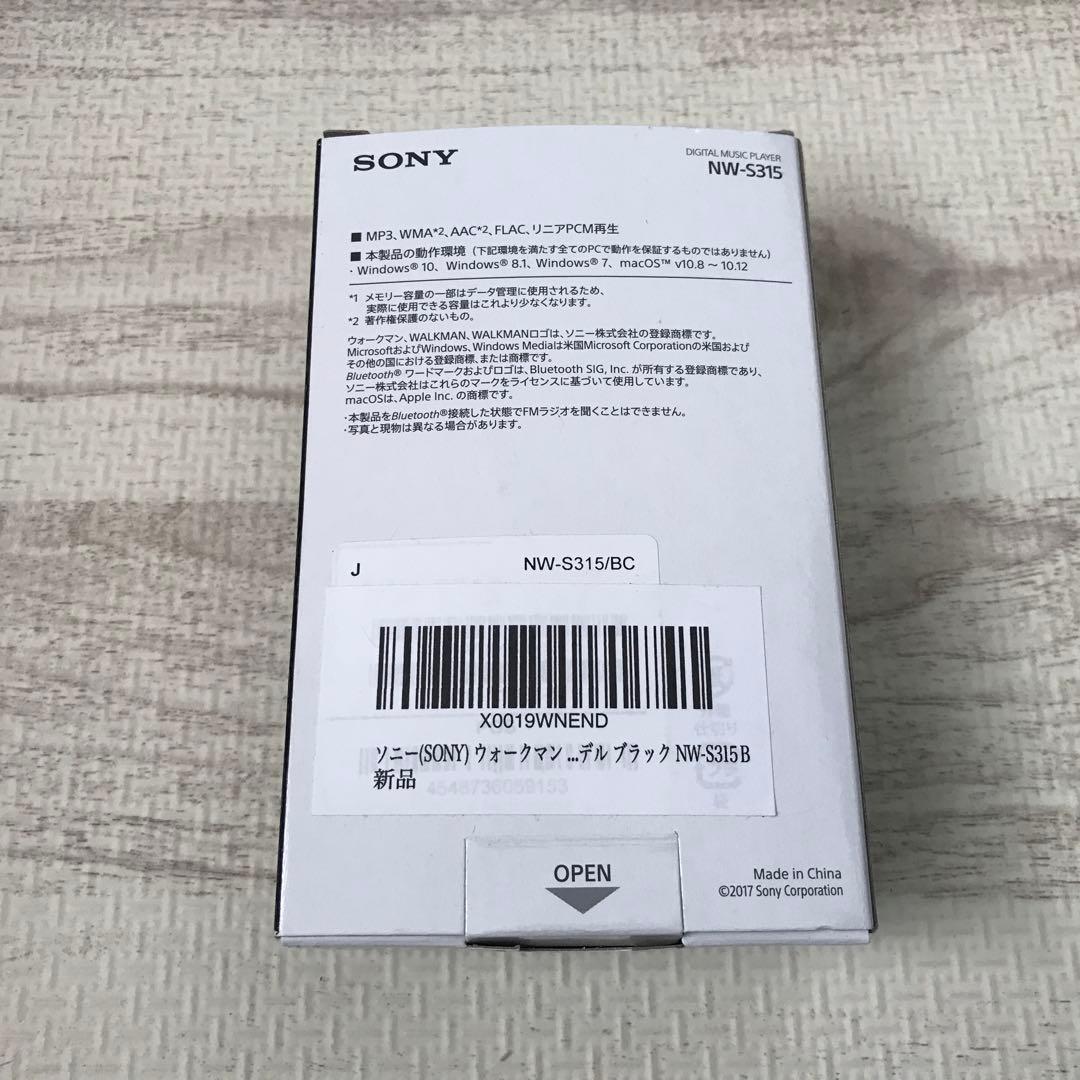 SONY
DIGITAL MUSIC PLAYER
NW-S315
■ MP3、WMA*2、AAC*2、FLAC、リニアPCM再生
■ 本製品の動作環境（下記環境を満たす全てのPCで動作を保証するものではありません）
・Windows® 10、Windows® 8.1、Windows® 7、macOS™ v10.8 ～ 10.12
*1 メモリー容量の一部はデータ管理に使用されるため、
実際に使用できる容量はこれより少なくなります。
*2 著作権保護のないもの。
ウォークマン、WALKMAN、WALKMANロゴは、ソニー株式会社の登録商標です。
MicrosoftおよびWindows、Windows Mediaは米国Microsoft Corporationの米国および
その他の国における登録商標、または商標です。
Bluetooth® ワードマークおよびロゴは、Bluetooth SIG, Inc. が所有する登録商標であり、
ソニー株式会社はこれらのマークをライセンスに基づいて使用しています。
macOSは、Apple Inc. の商標です。
・本製品をBluetooth®接続した状態でFMラジオを聞くことはできません。
・写真と現物は異なる場合があります。
J NW-S315/BC
X0019WNEND
ソニー(SONY) ウォークマン ...デル ブラック NW-S315 B
新品
4548736059153
OPEN
Made in China
©2017 Sony Corporation